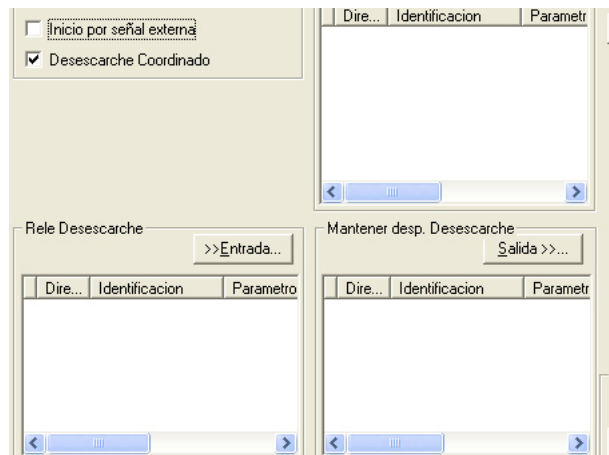 Inicio por señal externa
Desescarche Coordinado
Dire... Identificacion Parametr
Rele Desescarche
>>Entrada...
Dire... Identificacion Parametro
Mantener desp. Desescarche
Salida >>...
Dire... Identificacion Parametr